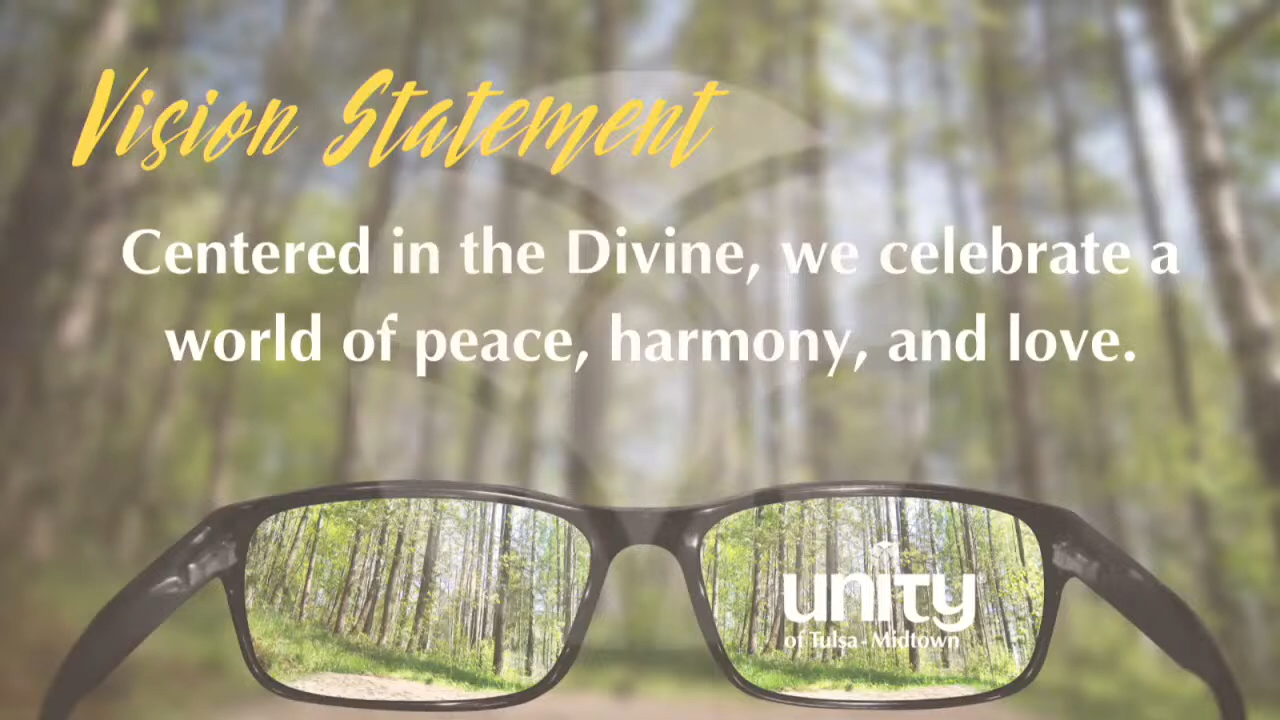 Vision Statement
Centered in the Divine, we celebrate a
world of peace, harmony, and love.
unity
of Tulsa - Midtown